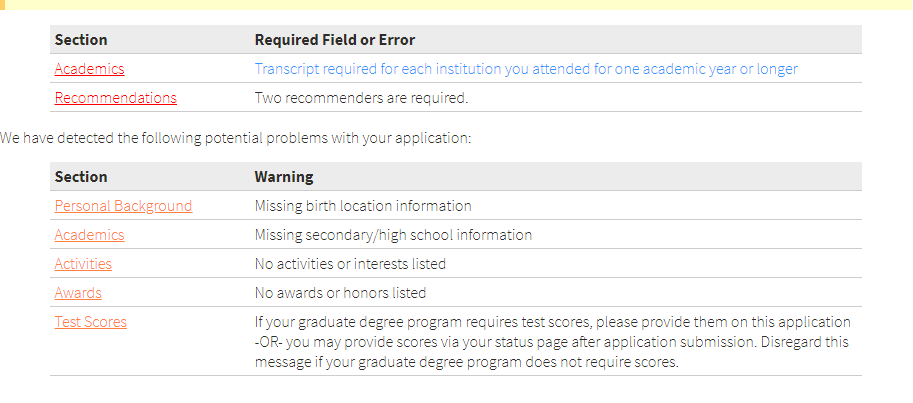 Section Required Field or Error
Academics Transcript required for each institution you attended for one academic year or longer
Recommendations Two recommenders are required.
We have detected the following potential problems with your application:
Section Warning
Personal Background Missing birth location information
Academics Missing secondary/high school information
Activities No activities or interests listed
Awards No awards or honors listed
Test Scores If your graduate degree program requires test scores, please provide them on this application
-OR- you may provide scores via your status page after application submission. Disregard this
message if your graduate degree program does not require scores.